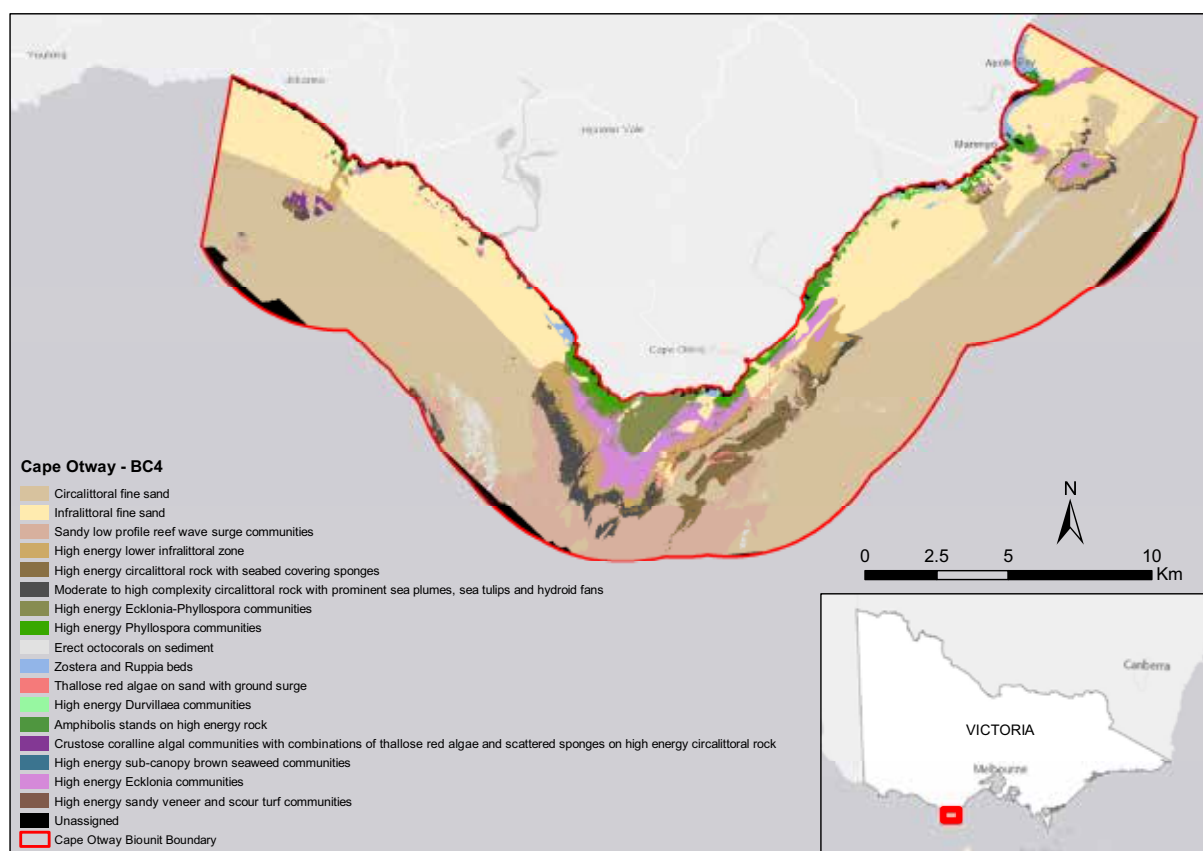 Apollo Bay
Marengo
Cape Otway
Cape Otway - BC4
Circalittoral fine sand
Infralittoral fine sand
Sandy low profile reef wave surge communities
High energy lower infralittoral zone
High energy circalittoral rock with seabed covering sponges
Moderate to high complexity circalittoral rock with prominent sea plumes, sea tulips and hydroid fans
High energy Ecklonia-Phyllospora communities
High energy Phyllospora communities
Erect octocorals on sediment
Zostera and Ruppia beds
Thallose red algae on sand with ground surge
High energy Durvillaea communities
Amphibolis stands on high energy rock
Crustose coralline algal communities with combinations of thallose red algae and scattered sponges on high energy circalittoral rock
High energy sub-canopy brown seaweed communities
High energy Ecklonia communities
High energy sandy veneer and scour turf communities
Unassigned
Cape Otway Biounit Boundary
N
0 2.5 5 10
Km
Canberra
VICTORIA
Melbourne